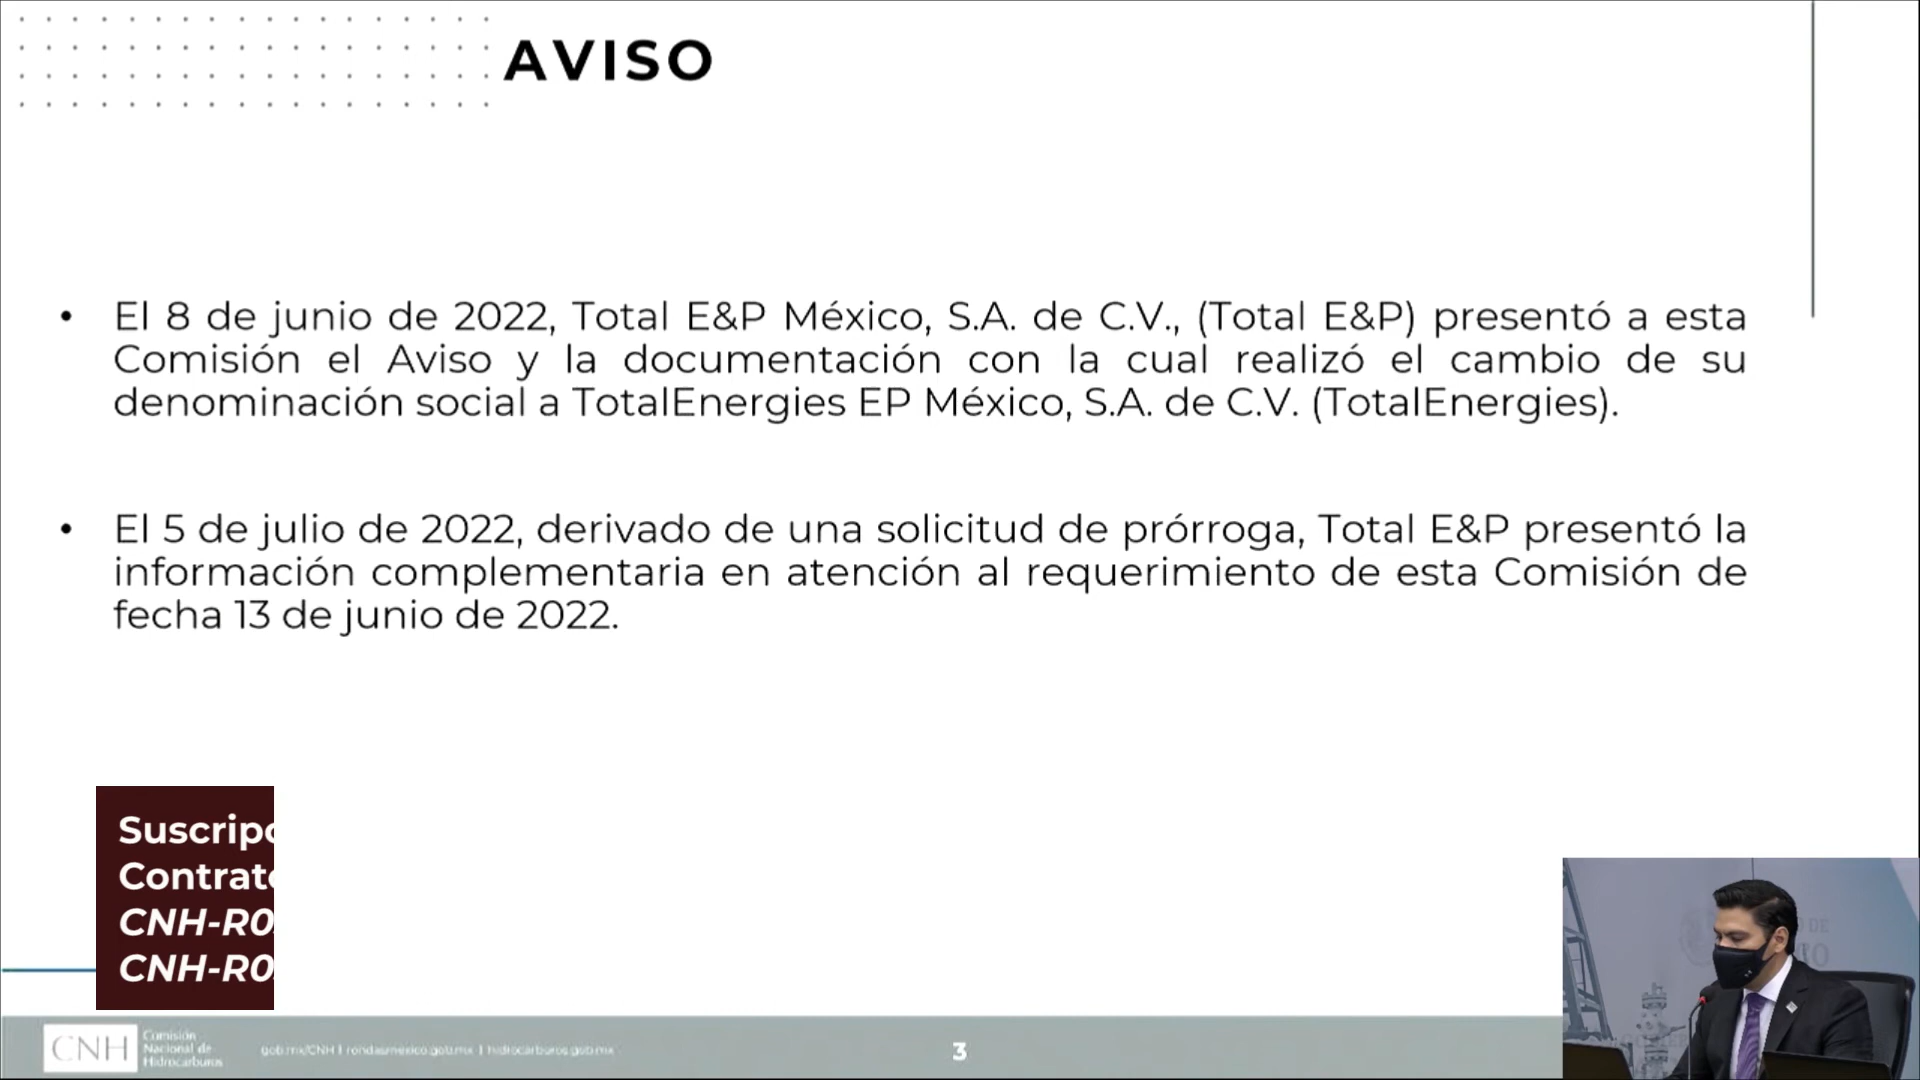 AVISO
• El 8 de junio de 2022, Total E&P México, S.A. de C.V., (Total E&P) presentó a esta
Comisión el Aviso y la documentación con la cual realizó el cambio de su
denominación social a TotalEnergies EP México, S.A. de C.V. (TotalEnergies).
• El 5 de julio de 2022, derivado de una solicitud de prórroga, Total E&P presentó la
información complementaria en atención al requerimiento de esta Comisión de
fecha 13 de junio de 2022.
Suscripc
Contrato
CNH-R0
CNH-R0
CNH
Comisión
Nacional de
Hidrocarburos
gob.mx/CNH | rondasmexico.gob.mx | hidrocarburos.gob.mx
3